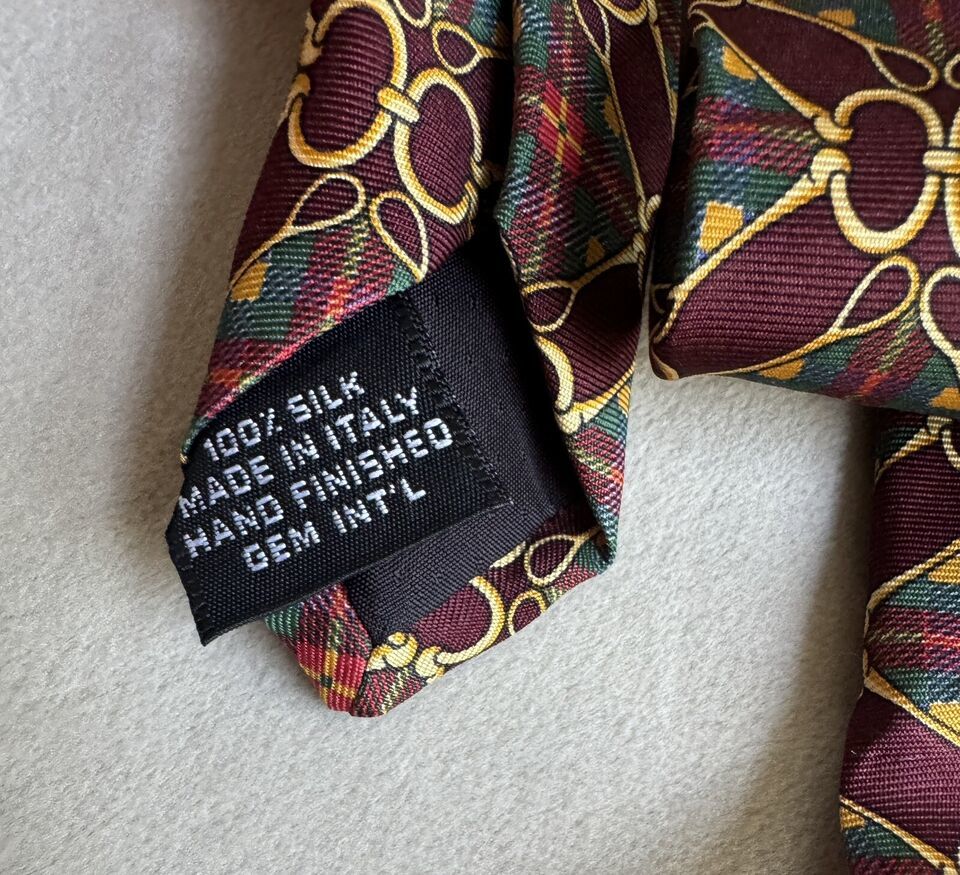 100% SILK
MADE IN ITALY
HAND FINISHED
GEM INT'L